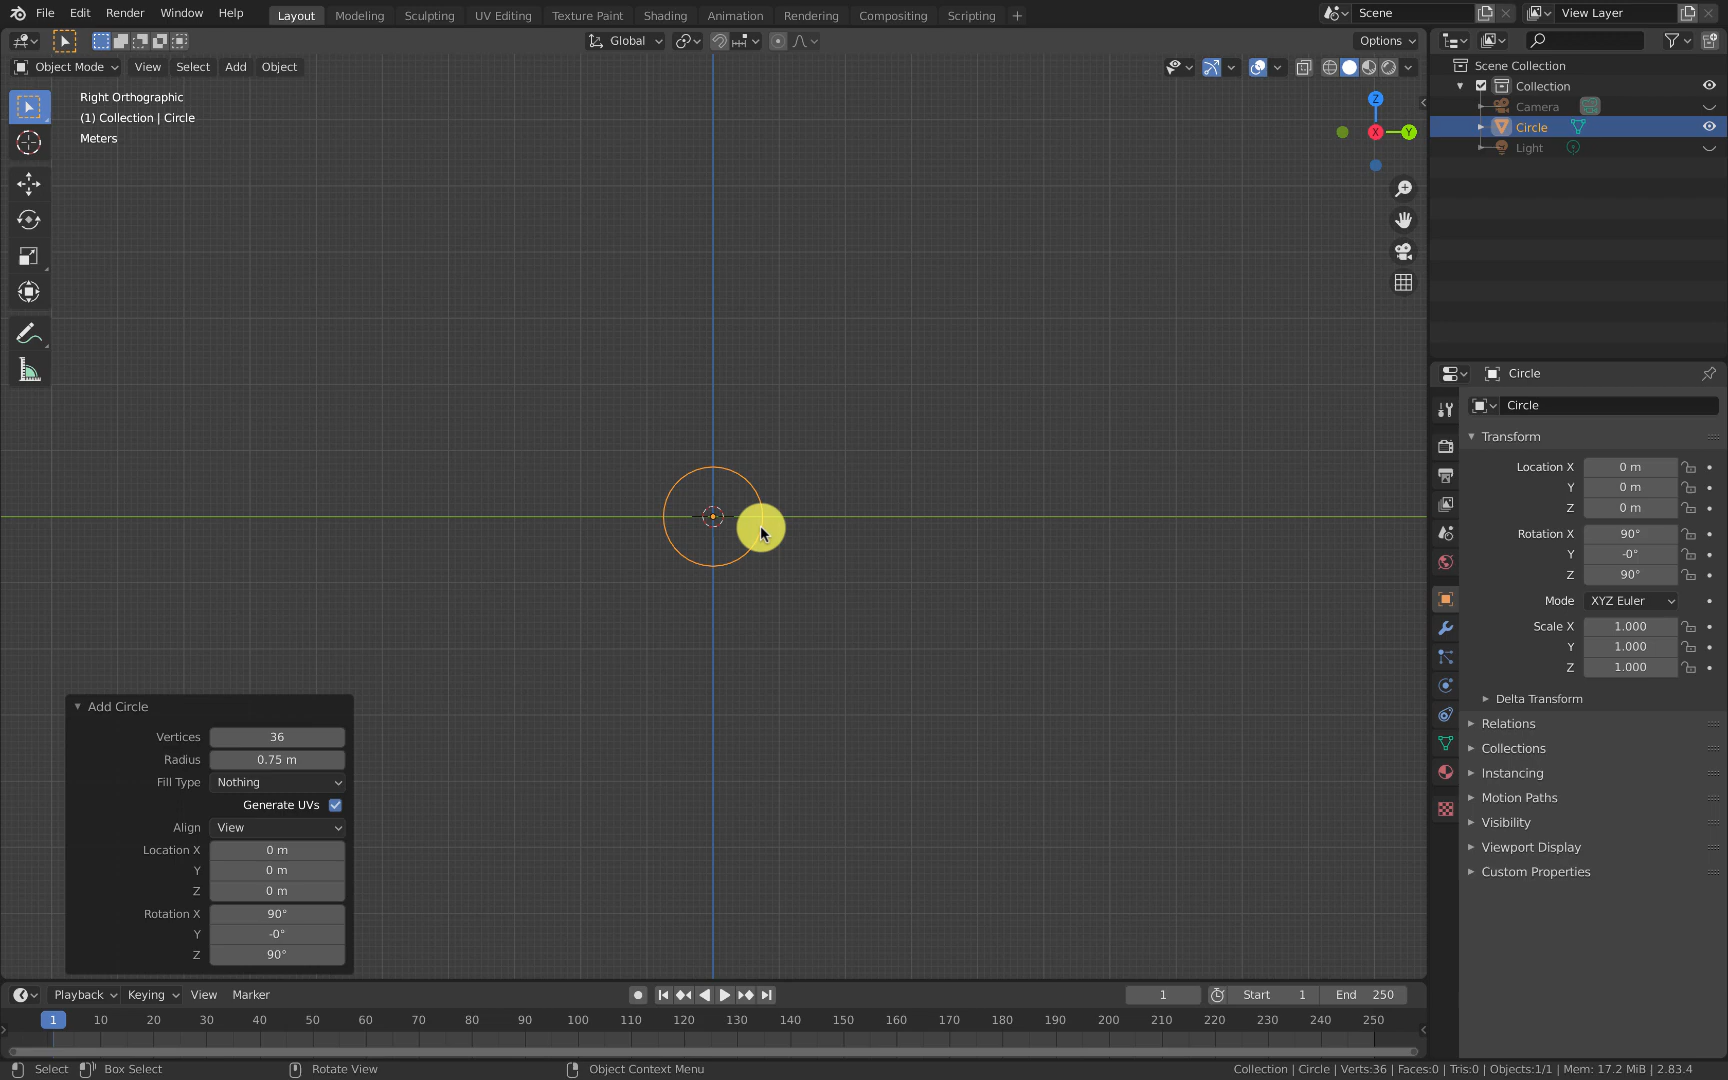 File Edit Render Window Help Layout Modeling Sculpting UV Editing Texture Paint Shading Animation Rendering Compositing Scripting + Scene View Layer
Global Options
Object Mode View Select Add Object
Right Orthographic
(1) Collection | Circle
Meters
Z
X
Y
Scene Collection
Collection
Camera
Circle
Light
Circle
Circle
Transform
Location X 0 m
Y 0 m
Z 0 m
Rotation X 90°
Y -0°
Z 90°
Mode XYZ Euler
Scale X 1.000
Y 1.000
Z 1.000
Delta Transform
Relations
Collections
Instancing
Motion Paths
Visibility
Viewport Display
Custom Properties
Add Circle
Vertices 36
Radius 0.75 m
Fill Type Nothing
Generate UVs
Align View
Location X 0 m
Y 0 m
Z 0 m
Rotation X 90°
Y -0°
Z 90°
Playback Keying View Marker 1 Start 1 End 250
1 10 20 30 40 50 60 70 80 90 100 110 120 130 140 150 160 170 180 190 200 210 220 230 240 250
Select Box Select Rotate View Object Context Menu Collection | Circle | Verts:36 | Faces:0 | Tris:0 | Objects:1/1 | Mem: 17.2 MiB | 2.83.4